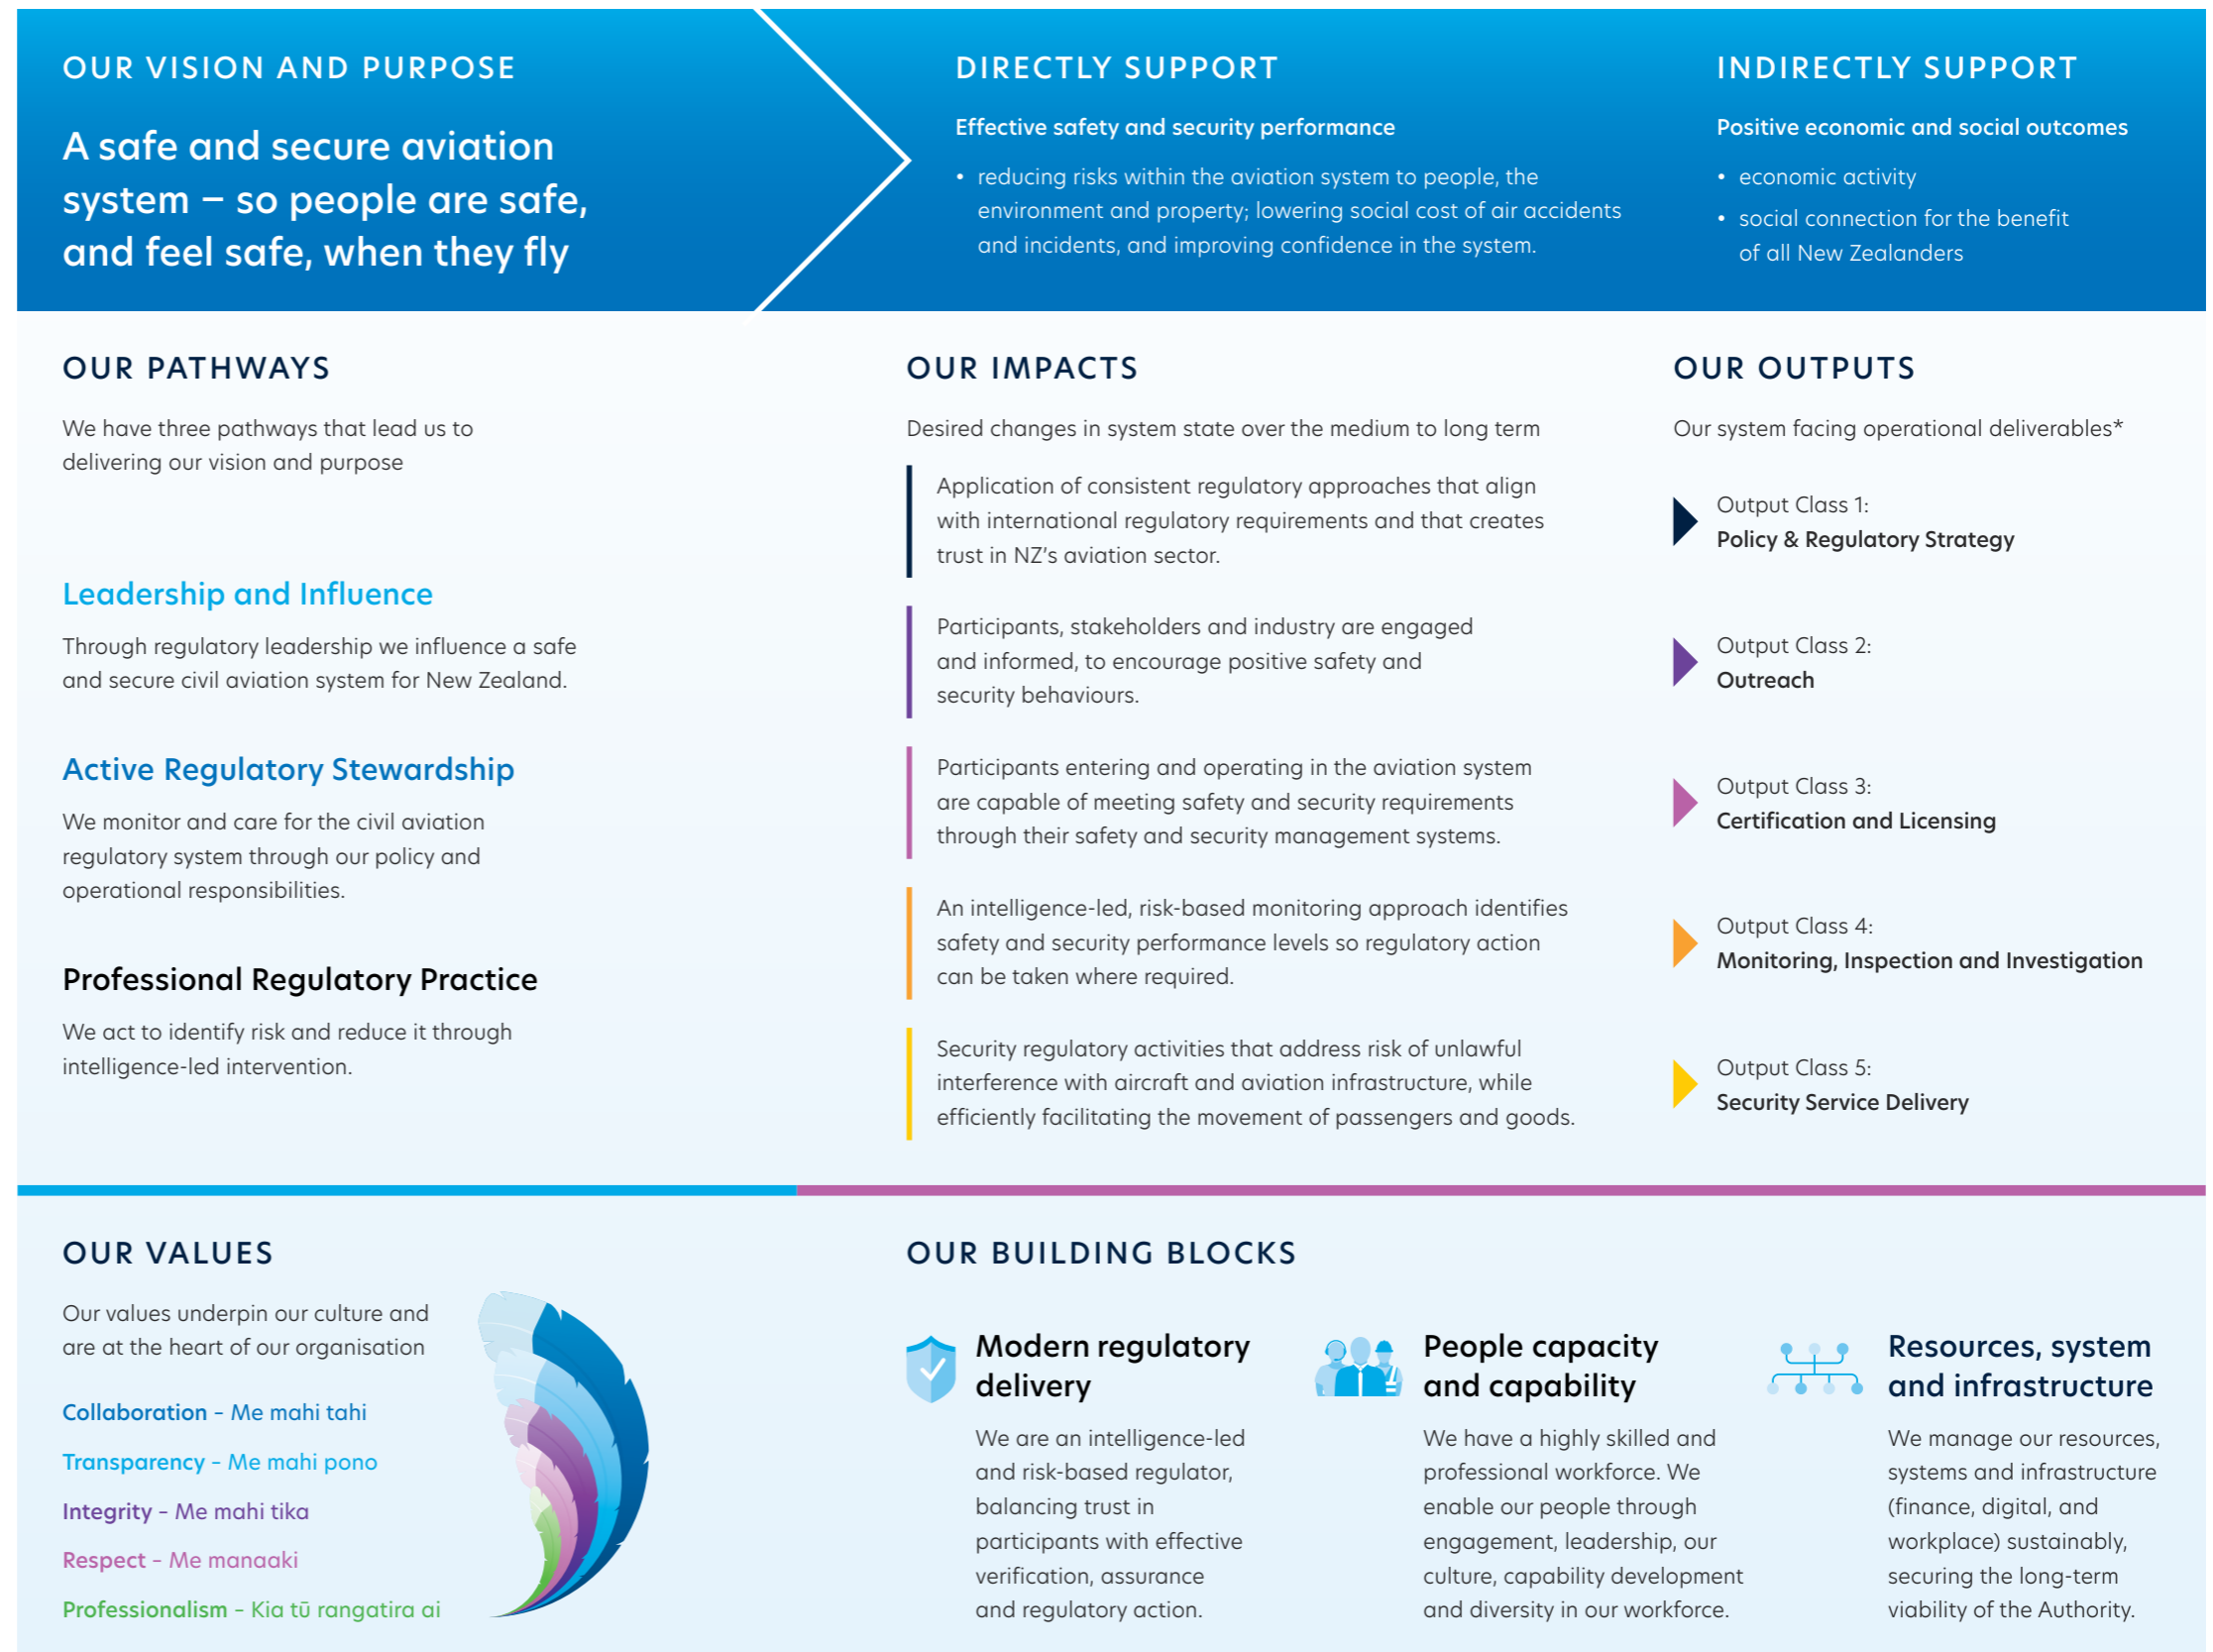 OUR VISION AND PURPOSE
A safe and secure aviation
system – so people are safe,
and feel safe, when they fly
DIRECTLY SUPPORT
Effective safety and security performance
• reducing risks within the aviation system to people, the
environment and property; lowering social cost of air accidents
and incidents, and improving confidence in the system.
INDIRECTLY SUPPORT
Positive economic and social outcomes
• economic activity
• social connection for the benefit
of all New Zealanders
OUR PATHWAYS
We have three pathways that lead us to
delivering our vision and purpose
Leadership and Influence
Through regulatory leadership we influence a safe
and secure civil aviation system for New Zealand.
Active Regulatory Stewardship
We monitor and care for the civil aviation
regulatory system through our policy and
operational responsibilities.
Professional Regulatory Practice
We act to identify risk and reduce it through
intelligence-led intervention.
OUR IMPACTS
Desired changes in system state over the medium to long term
Application of consistent regulatory approaches that align
with international regulatory requirements and that creates
trust in NZ's aviation sector.
Participants, stakeholders and industry are engaged
and informed, to encourage positive safety and
security behaviours.
Participants entering and operating in the aviation system
are capable of meeting safety and security requirements
through their safety and security management systems.
An intelligence-led, risk-based monitoring approach identifies
safety and security performance levels so regulatory action
can be taken where required.
Security regulatory activities that address risk of unlawful
interference with aircraft and aviation infrastructure, while
efficiently facilitating the movement of passengers and goods.
OUR OUTPUTS
Our system facing operational deliverables*
Output Class 1:
Policy & Regulatory Strategy
Output Class 2:
Outreach
Output Class 3:
Certification and Licensing
Output Class 4:
Monitoring, Inspection and Investigation
Output Class 5:
Security Service Delivery
OUR VALUES
Our values underpin our culture and
are at the heart of our organisation
Collaboration – Me mahi tahi
Transparency – Me mahi pono
Integrity – Me mahi tika
Respect – Me manaaki
Professionalism – Kia tū rangatira ai
OUR BUILDING BLOCKS
Modern regulatory
delivery
We are an intelligence-led
and risk-based regulator,
balancing trust in
participants with effective
verification, assurance
and regulatory action.
People capacity
and capability
We have a highly skilled and
professional workforce. We
enable our people through
engagement, leadership, our
culture, capability development
and diversity in our workforce.
Resources, system
and infrastructure
We manage our resources,
systems and infrastructure
(finance, digital, and
workplace) sustainably,
securing the long-term
viability of the Authority.